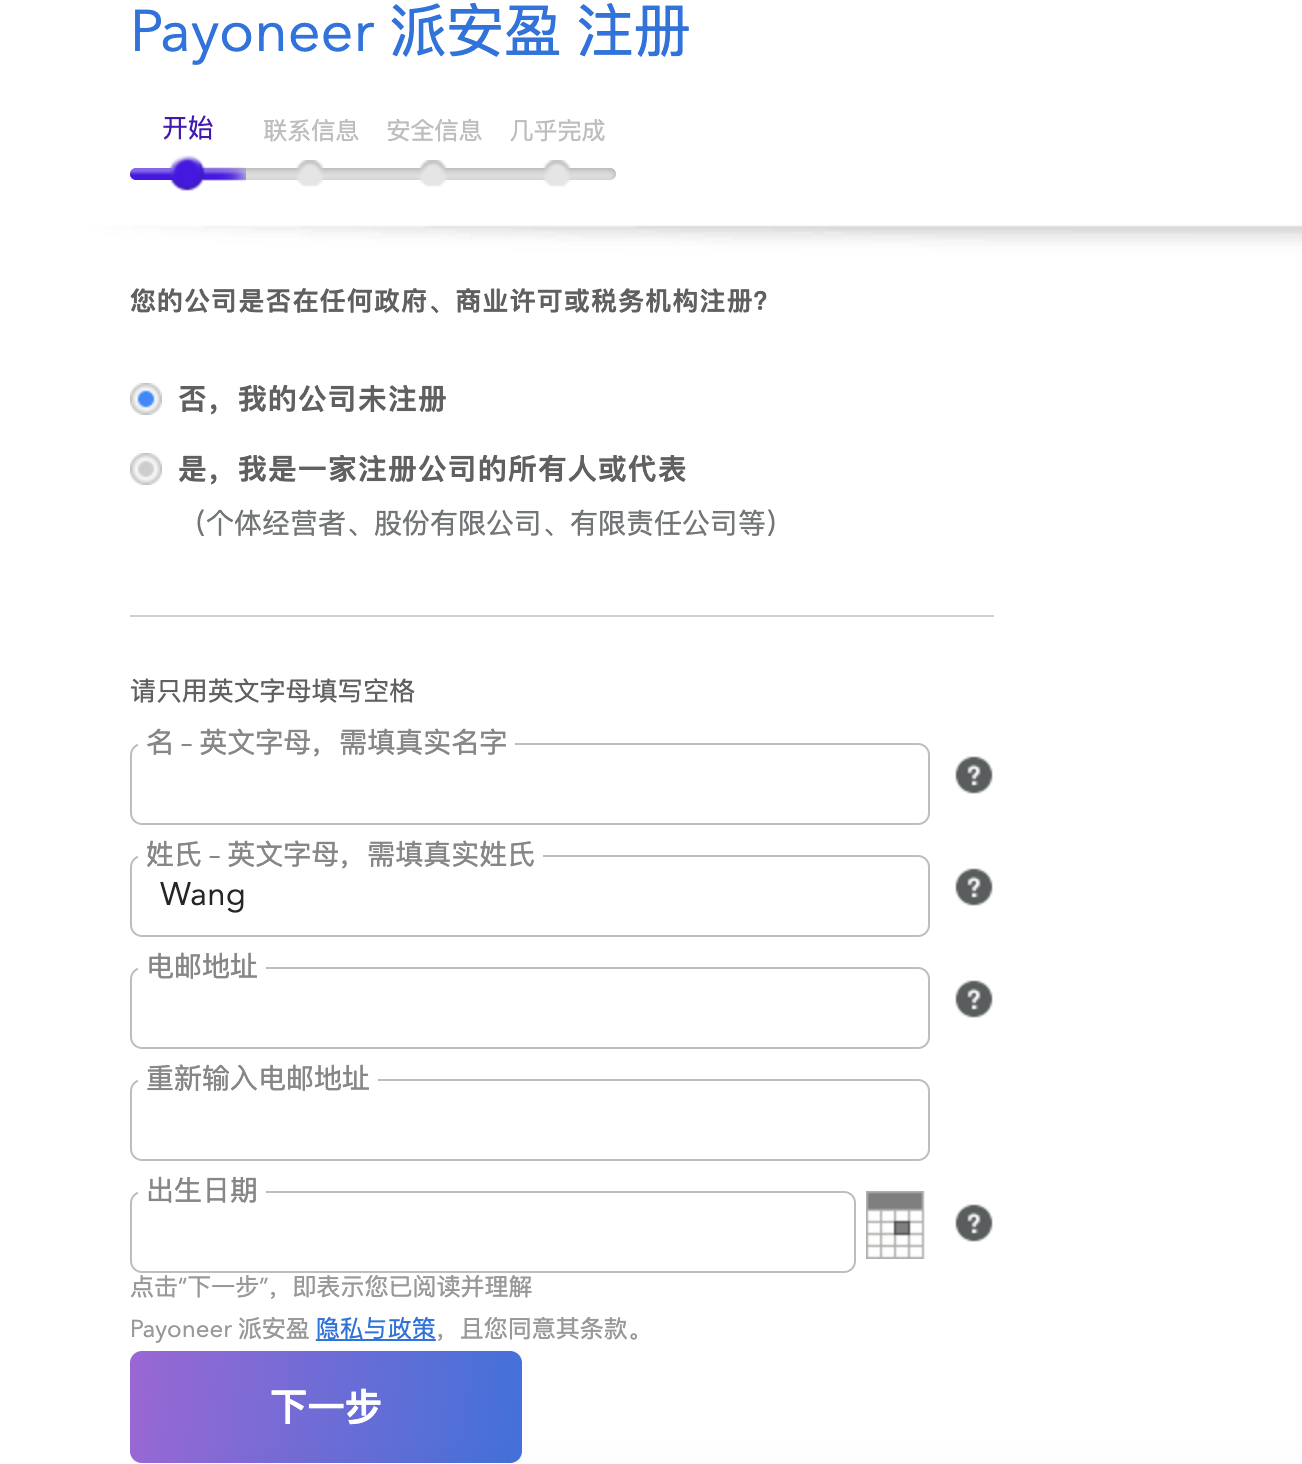 Payoneer 派安盈 注册
开始 联系信息 安全信息 几乎完成
您的公司是否在任何政府、商业许可或税务机构注册?
否，我的公司未注册
是，我是一家注册公司的所有人或代表
（个体经营者、股份有限公司、有限责任公司等）
请只用英文字母填写空格
名 – 英文字母，需填真实名字
?
姓氏 – 英文字母，需填真实姓氏
Wang
?
电邮地址
?
重新输入电邮地址
出生日期
?
点击“下一步”，即表示您已阅读并理解
Payoneer 派安盈 隐私与政策，且您同意其条款。
下一步